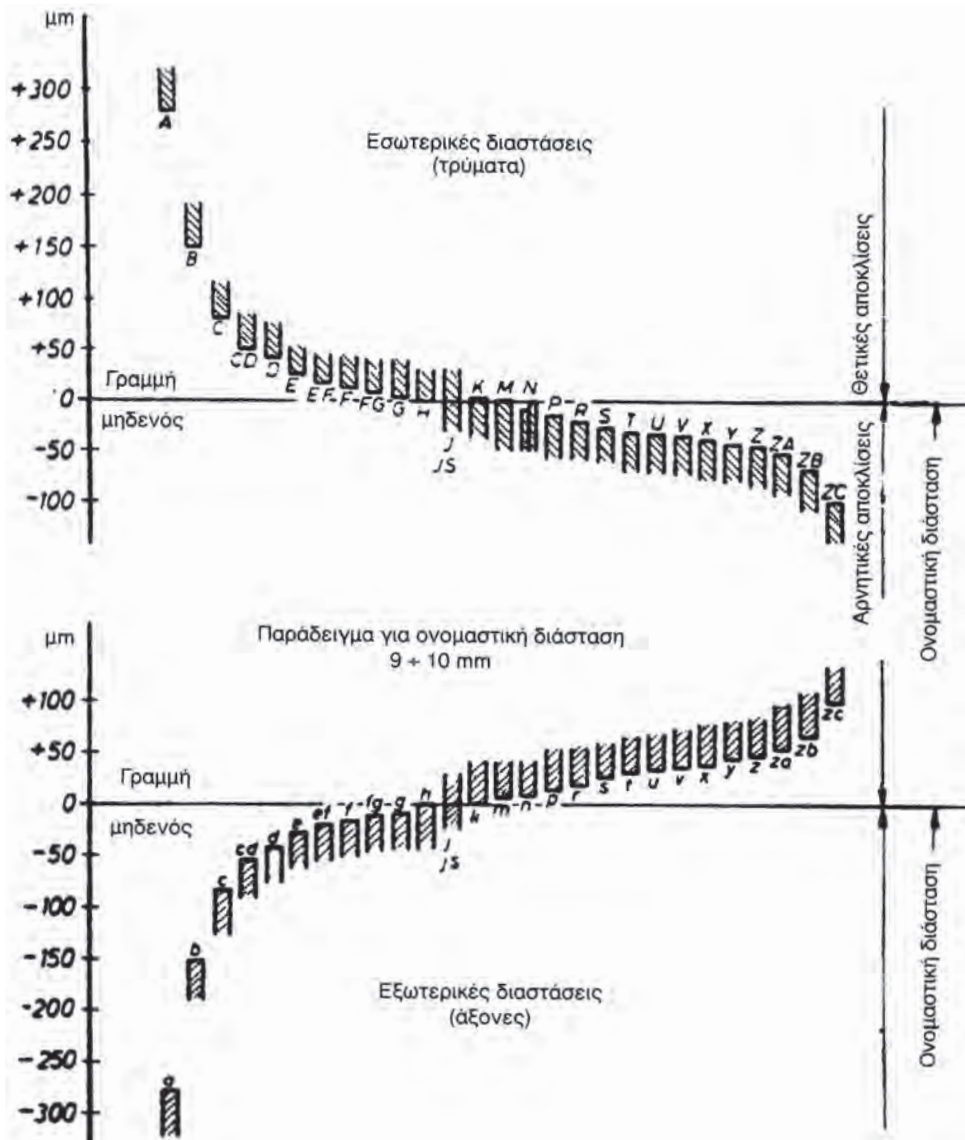 μm
+300
+250
+200
+150
+100
+50
0
-50
-100
Γραμμή
μηδενός
Εσωτερικές διαστάσεις
(τρύματα)
A
B
C
CD
D
E
EF
F
FG
G
H
J
JS
K
M
N
P
R
S
T
U
V
X
Y
Z
ZA
ZB
ZC
Θετικές αποκλίσεις
Αρνητικές αποκλίσεις
Ονομαστική διάσταση
Παράδειγμα για ονομαστική διάσταση
9 ÷ 10 mm
μm
+100
+50
0
-50
-100
-150
-200
-250
-300
Γραμμή
μηδενός
a
b
c
cd
d
e
ef
f
fg
g
h
j
js
k
m
n
p
r
s
t
u
v
x
y
z
za
zb
zc
Εξωτερικές διαστάσεις
(άξονες)
Ονομαστική διάσταση